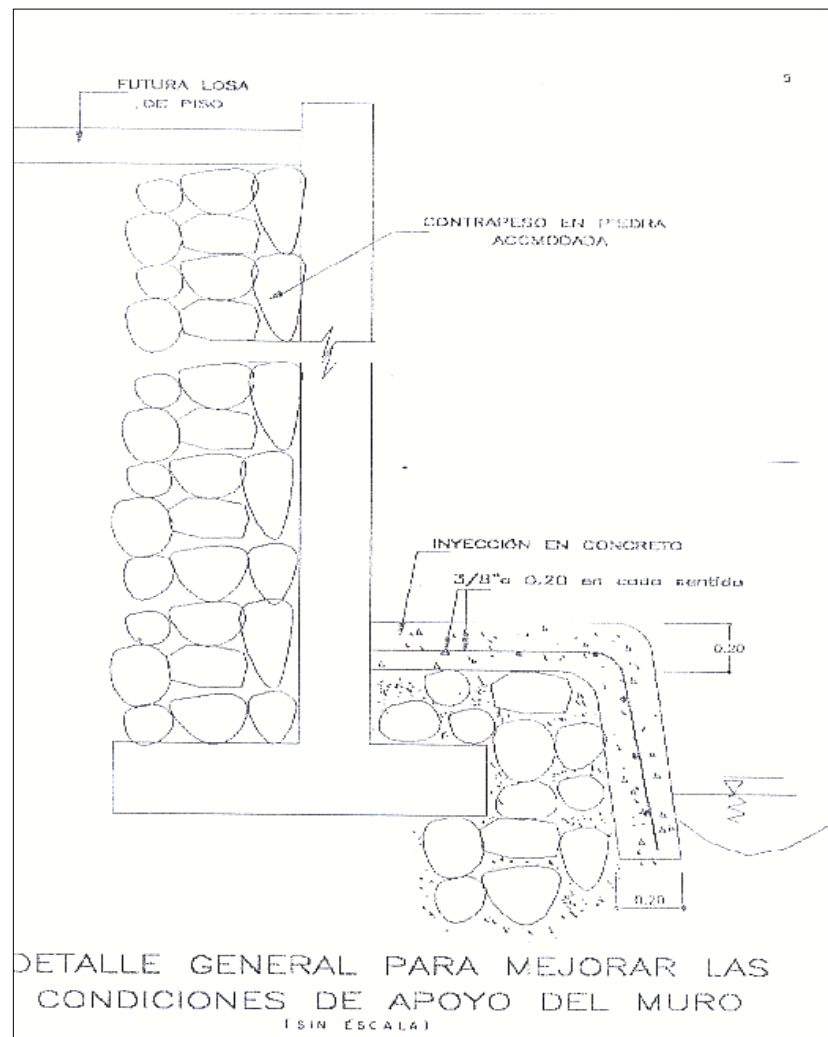 FUTURA LOSA
DE PISO
5
CONTRAPESO EN PIEDRA
ACOMODADA
INYECCIÓN EN CONCRETO
3/8"a 0.20 en cada sentido
0.20
0.20
DETALLE GENERAL PARA MEJORAR LAS
CONDICIONES DE APOYO DEL MURO
(SIN ESCALA)